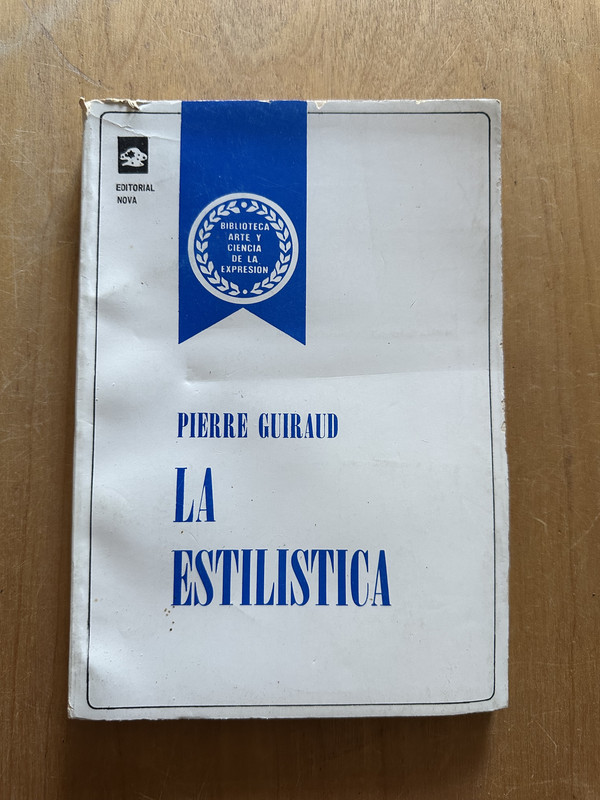 EDITORIAL
NOVA
BIBLIOTECA
ARTE Y
CIENCIA
DE LA
EXPRESION
PIERRE GUIRAUD
LA
ESTILISTICA